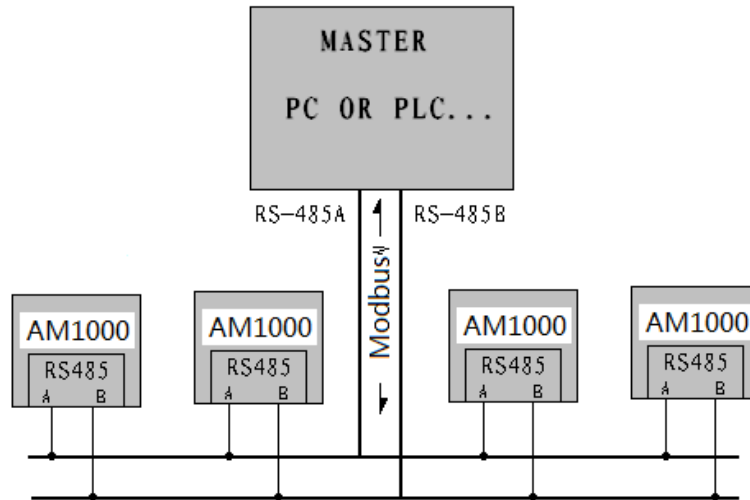 MASTER
PC OR PLC...
RS-485A
RS-485B
Modbus
AM1000
RS485
A B
AM1000
RS485
A B
AM1000
RS485
A B
AM1000
RS485
A B